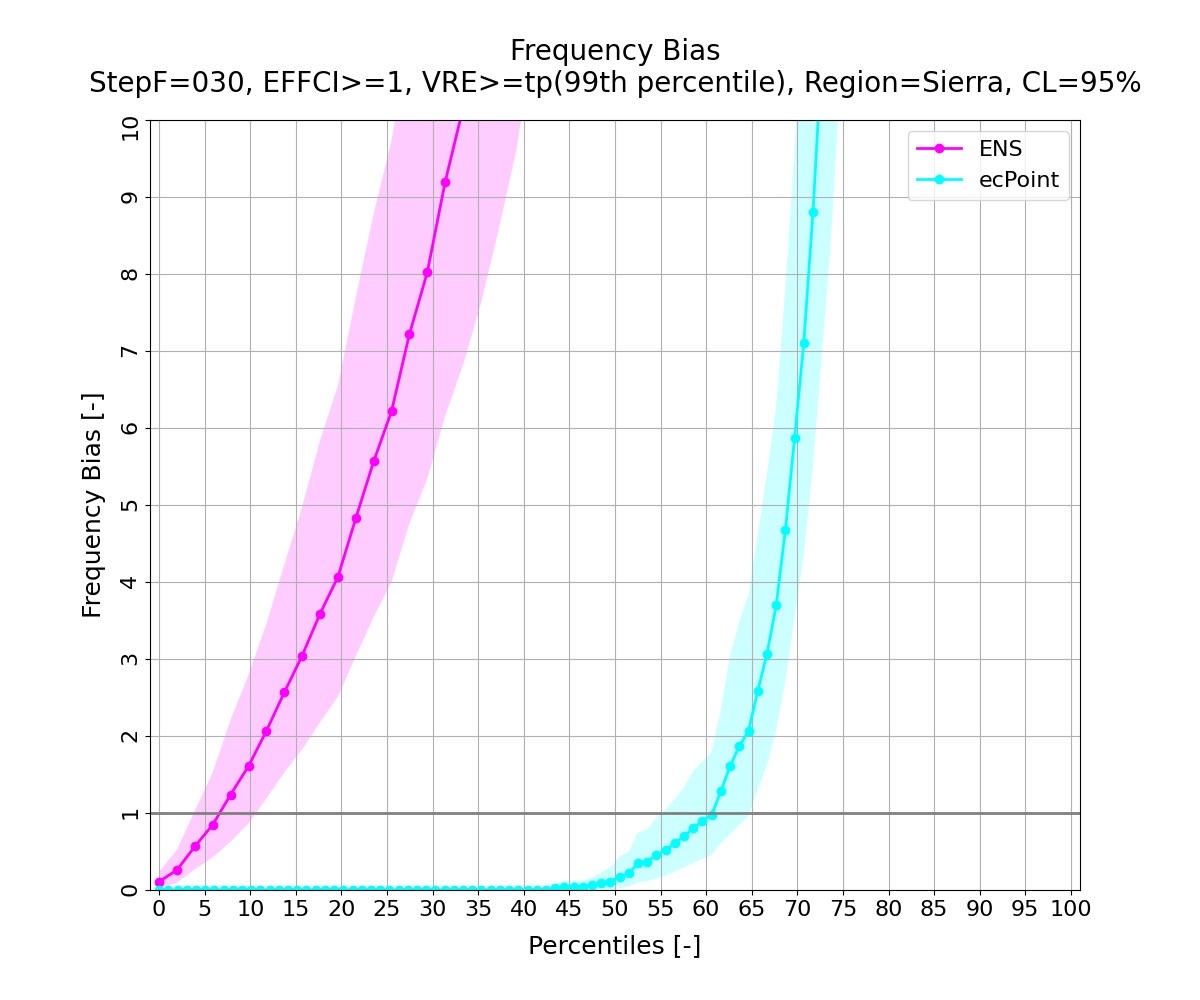 Frequency Bias
StepF=030, EFFCI>=1, VRE>=tp(99th percentile), Region=Sierra, CL=95%
10
9
8
7
6
5
4
3
2
1
0
Frequency Bias [-]
ENS
ecPoint
0 5 10 15 20 25 30 35 40 45 50 55 60 65 70 75 80 85 90 95 100
Percentiles [-]